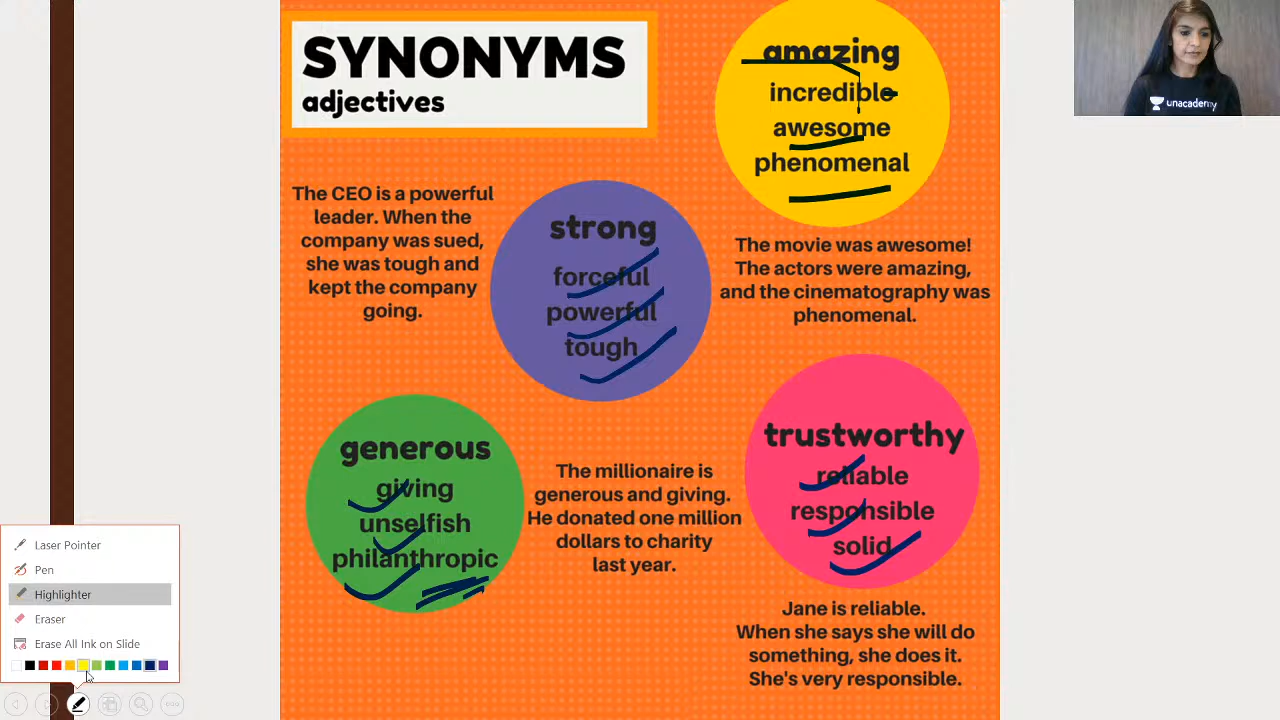 SYNONYMS
adjectives
amazing
incredible
awesome
phenomenal
unacademy
The CEO is a powerful
leader. When the
company was sued,
she was tough and
kept the company
going.
strong
forceful
powerful
tough
The movie was awesome!
The actors were amazing,
and the cinematography was
phenomenal.
generous
giving
unselfish
philanthropic
The millionaire is
generous and giving.
He donated one million
dollars to charity
last year.
trustworthy
reliable
responsible
solid
Jane is reliable.
When she says she will do
something, she does it.
She's very responsible.
Laser Pointer
Pen
Highlighter
Eraser
Erase All Ink on Slide